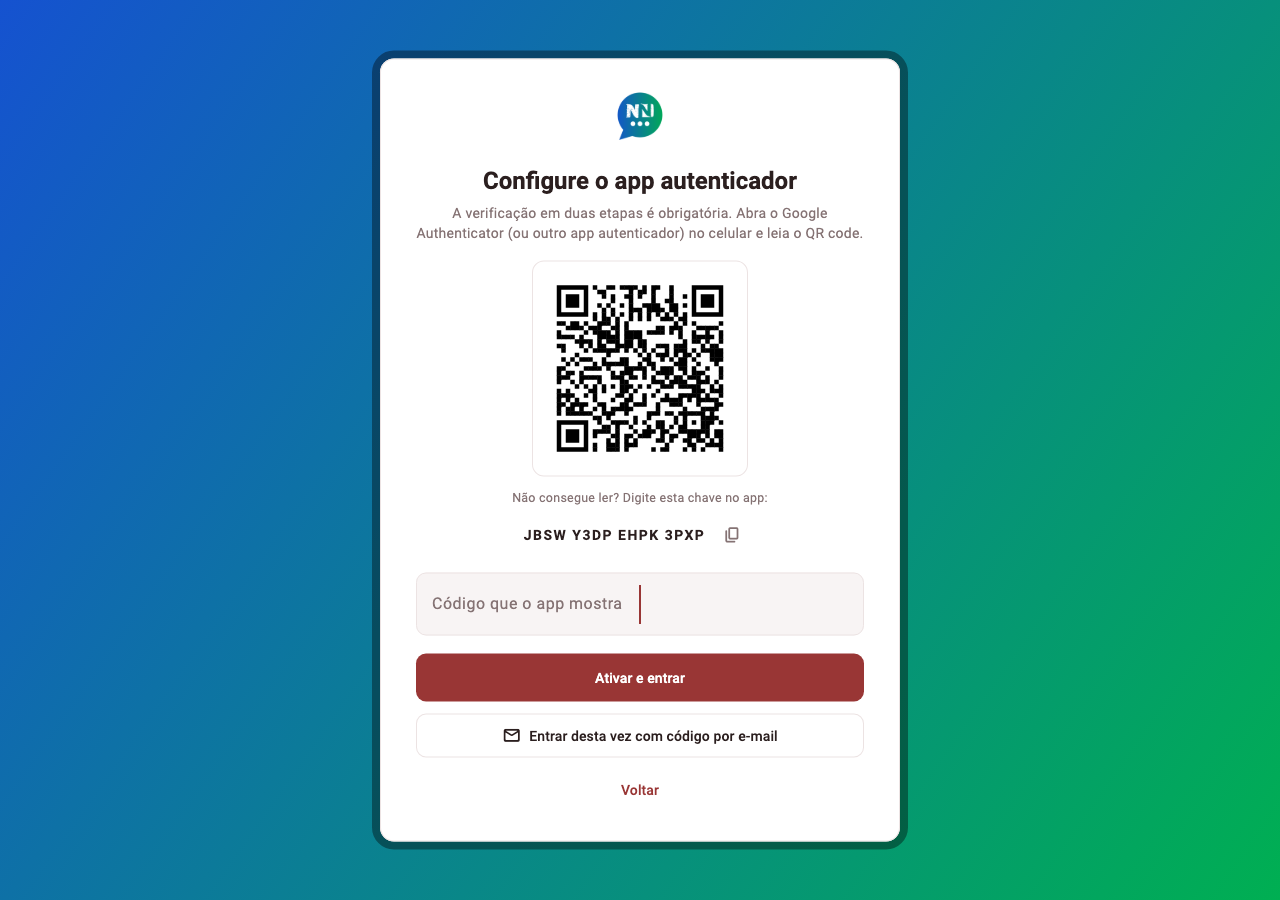 NN
Configure o app autenticador
A verificação em duas etapas é obrigatória. Abra o Google
Authenticator (ou outro app autenticador) no celular e leia o QR code.
Não consegue ler? Digite esta chave no app:
JBSW Y3DP EHPK 3PXP
Código que o app mostra
Ativar e entrar
Entrar desta vez com código por e-mail
Voltar